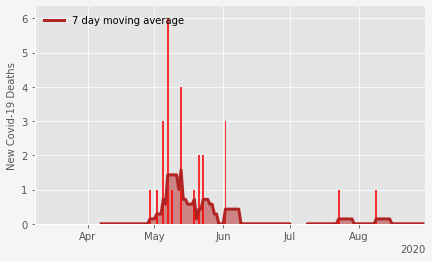 7 day moving average
New Covid-19 Deaths
6
5
4
3
2
1
0
Apr
May
Jun
Jul
Aug
2020